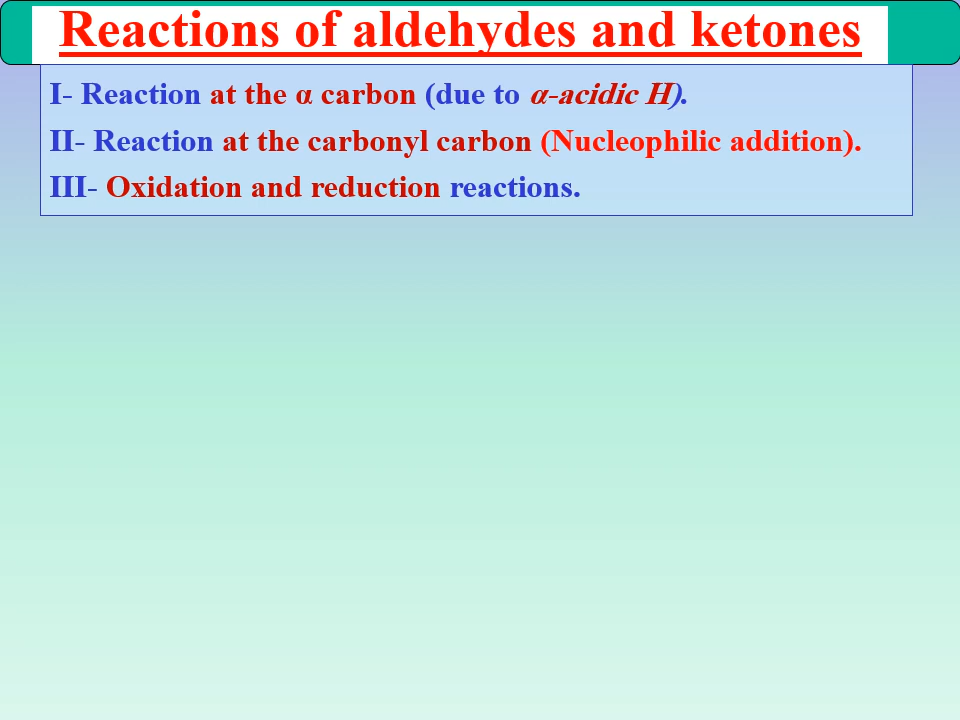 Reactions of aldehydes and ketones
I- Reaction at the α carbon (due to α-acidic H).
II- Reaction at the carbonyl carbon (Nucleophilic addition).
III- Oxidation and reduction reactions.